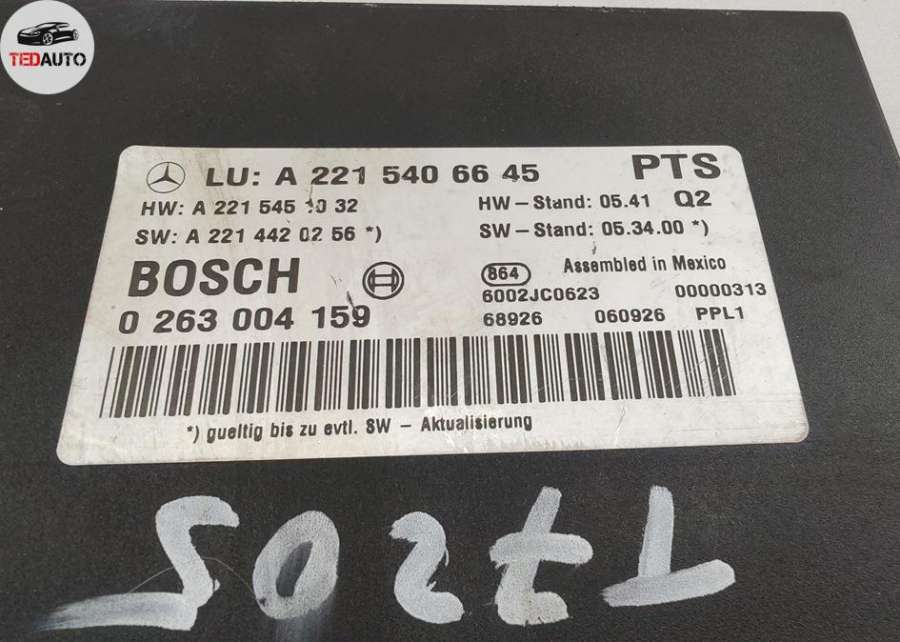 TEDAUTO
LU: A 221 540 66 45 PTS
HW: A 221 545 10 32 HW-Stand: 05.41 Q2
SW: A 221 442 02 56 *) SW-Stand: 05.34.00 *)
BOSCH 864 Assembled in Mexico
6002JC0623 00000313
0 263 004 159 68926 060926 PPL1
*) gueltig bis zu evtl. SW - Aktualisierung
T7205